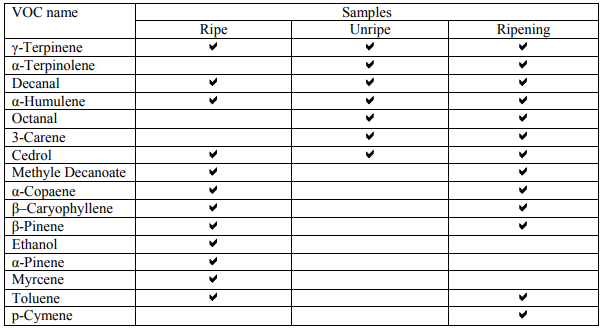 VOC name Samples
Ripe Unripe Ripening
γ-Terpinene ✔ ✔ ✔
α-Terpinolene ✔ ✔
Decanal ✔ ✔ ✔
α-Humulene ✔ ✔ ✔
Octanal ✔ ✔
3-Carene ✔ ✔
Cedrol ✔ ✔ ✔
Methyle Decanoate ✔ ✔
α-Copaene ✔ ✔
β–Caryophyllene ✔ ✔
β-Pinene ✔ ✔
Ethanol ✔
α-Pinene ✔
Myrcene ✔
Toluene ✔ ✔
p-Cymene ✔